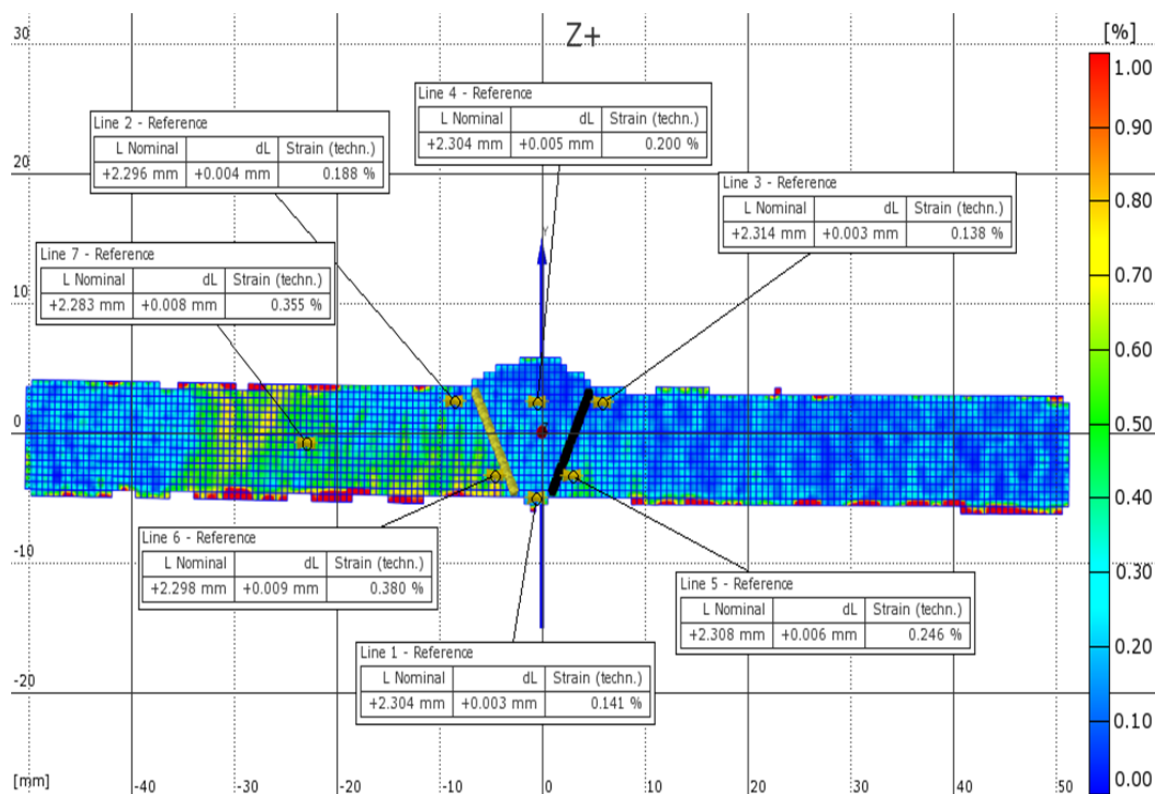 Z+
[%]
30
20
10
0
-10
-20
[mm]
-40
-30
-20
-10
0
10
20
30
40
50
1.00
0.90
0.80
0.70
0.60
0.50
0.40
0.30
0.20
0.10
0.00
Y
Line 4 - Reference
L Nominal dL Strain (techn.)
+2.304 mm +0.005 mm 0.200 %
Line 2 - Reference
L Nominal dL Strain (techn.)
+2.296 mm +0.004 mm 0.188 %
Line 3 - Reference
L Nominal dL Strain (techn.)
+2.314 mm +0.003 mm 0.138 %
Line 7 - Reference
L Nominal dL Strain (techn.)
+2.283 mm +0.008 mm 0.355 %
Line 6 - Reference
L Nominal dL Strain (techn.)
+2.298 mm +0.009 mm 0.380 %
Line 5 - Reference
L Nominal dL Strain (techn.)
+2.308 mm +0.006 mm 0.246 %
Line 1 - Reference
L Nominal dL Strain (techn.)
+2.304 mm +0.003 mm 0.141 %